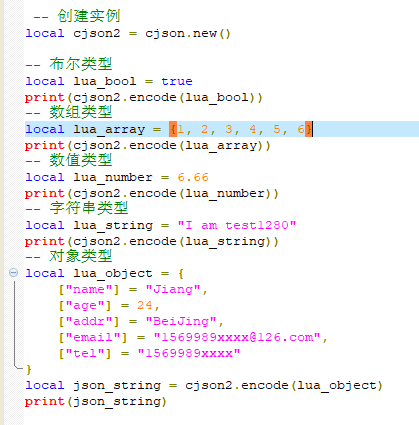 -- 创建实例
local cjson2 = cjson.new()
-- 布尔类型
local lua_bool = true
print(cjson2.encode(lua_bool))
-- 数组类型
local lua_array = {1, 2, 3, 4, 5, 6}
print(cjson2.encode(lua_array))
-- 数值类型
local lua_number = 6.66
print(cjson2.encode(lua_number))
-- 字符串类型
local lua_string = "I am test1280"
print(cjson2.encode(lua_string))
-- 对象类型
local lua_object = {
["name"] = "Jiang",
["age"] = 24,
["addr"] = "BeiJing",
["email"] = "1569989xxxx@126.com",
["tel"] = "1569989xxxx"
}
local json_string = cjson2.encode(lua_object)
print(json_string)